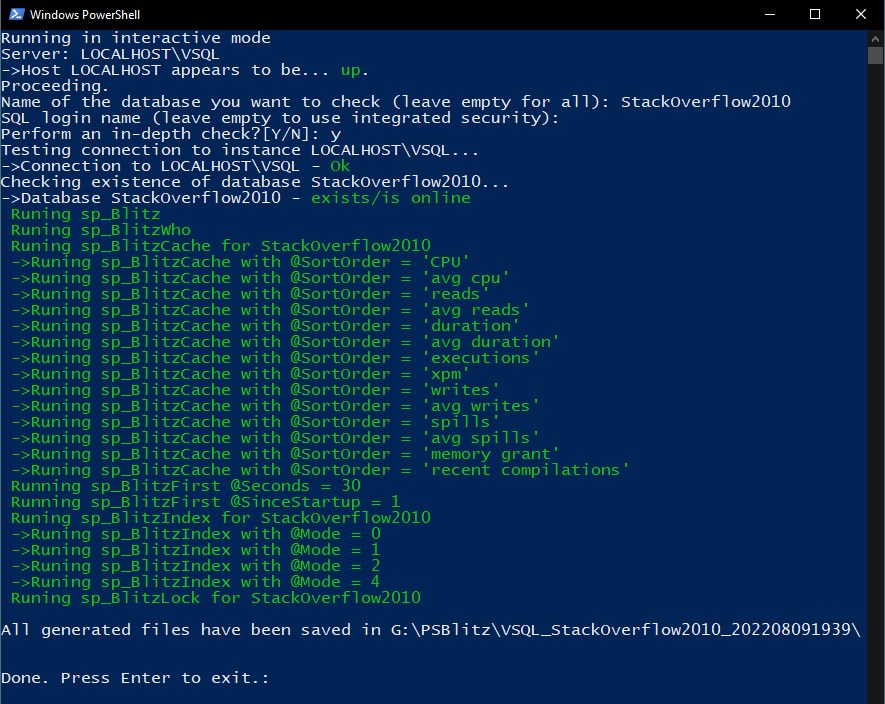 Windows PowerShell
Running in interactive mode
Server: LOCALHOST\VSQL
->Host LOCALHOST appears to be... up.
Proceeding.
Name of the database you want to check (leave empty for all): StackOverflow2010
SQL login name (leave empty to use integrated security):
Perform an in-depth check?[Y/N]: y
Testing connection to instance LOCALHOST\VSQL...
->Connection to LOCALHOST\VSQL - Ok
Checking existence of database StackOverflow2010...
->Database StackOverflow2010 - exists/is online
Runing sp_Blitz
Runing sp_BlitzWho
Runing sp_BlitzCache for StackOverflow2010
->Runing sp_BlitzCache with @SortOrder = 'CPU'
->Runing sp_BlitzCache with @SortOrder = 'avg cpu'
->Runing sp_BlitzCache with @SortOrder = 'reads'
->Runing sp_BlitzCache with @SortOrder = 'avg reads'
->Runing sp_BlitzCache with @SortOrder = 'duration'
->Runing sp_BlitzCache with @SortOrder = 'avg duration'
->Runing sp_BlitzCache with @SortOrder = 'executions'
->Runing sp_BlitzCache with @SortOrder = 'xpm'
->Runing sp_BlitzCache with @SortOrder = 'writes'
->Runing sp_BlitzCache with @SortOrder = 'avg writes'
->Runing sp_BlitzCache with @SortOrder = 'spills'
->Runing sp_BlitzCache with @SortOrder = 'avg spills'
->Runing sp_BlitzCache with @SortOrder = 'memory grant'
->Runing sp_BlitzCache with @SortOrder = 'recent compilations'
Runing sp_BlitzFirst @Seconds = 30
Runing sp_BlitzFirst @SinceStartup = 1
Runing sp_BlitzIndex for StackOverflow2010
->Runing sp_BlitzIndex with @Mode = 0
->Runing sp_BlitzIndex with @Mode = 1
->Runing sp_BlitzIndex with @Mode = 2
->Runing sp_BlitzIndex with @Mode = 4
Runing sp_BlitzLock for StackOverflow2010
All generated files have been saved in G:\PSBlitz\VSQL_StackOverflow2010_202208091939\
Done. Press Enter to exit.: